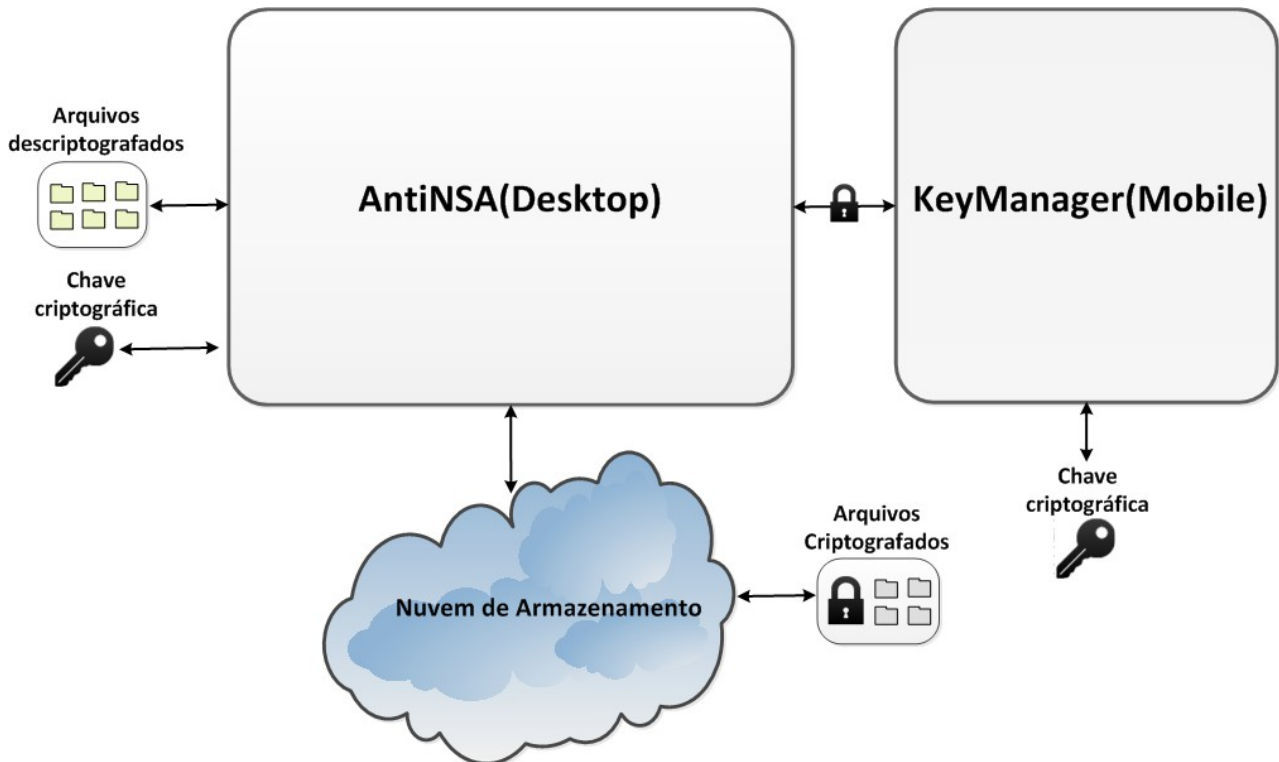 Arquivos
descriptografados
AntiNSA(Desktop)
KeyManager(Mobile)
Chave
criptográfica
Chave
criptográfica
Arquivos
Criptografados
Nuvem de Armazenamento